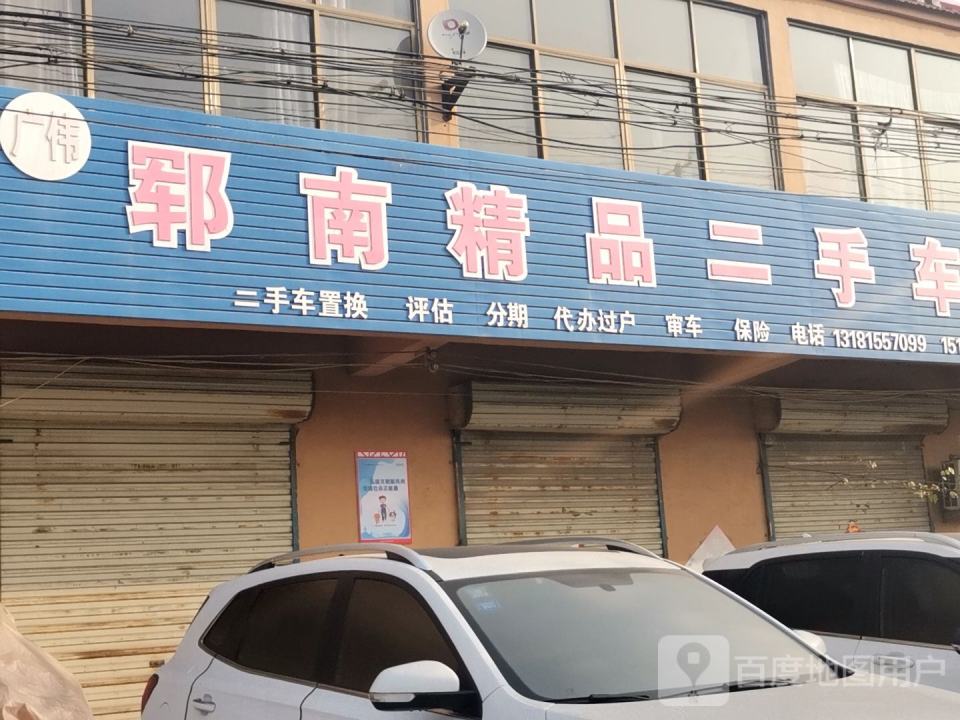 广伟
郓南精品二手车
二手车置换 评估 分期 代办过户 审车 保险 电话 13181557099 151
百度地图用户